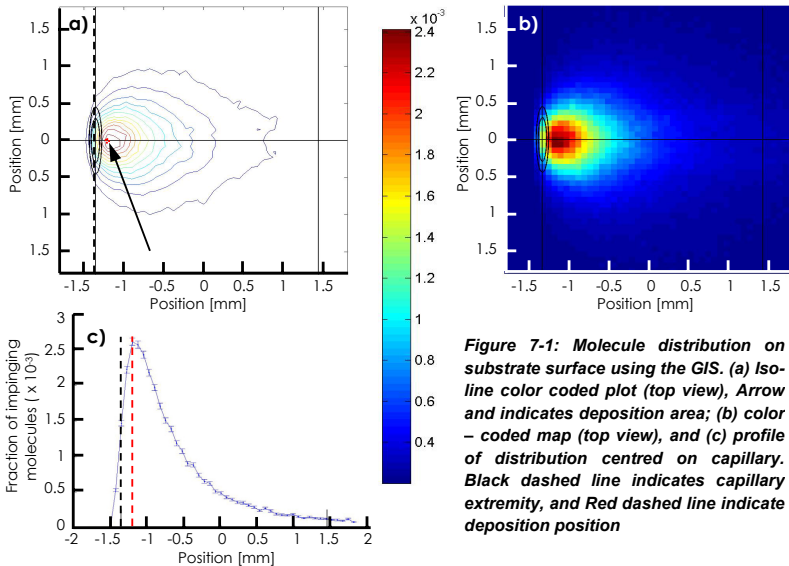 a)
1.5
1
0.5
0
0.5
1
1.5
Position [mm]
-1.5 -1 -0.5 0 0.5 1 1.5
Position [mm]
x 10⁻³
2.4
2.2
2
1.8
1.6
1.4
1.2
1
0.8
0.6
0.4
b)
1.5
1
0.5
0
0.5
1
1.5
Position [mm]
-1.5 -1 -0.5 0 0.5 1 1.5
Position [mm]
c)
3
2.5
2
1.5
1
0.5
0
Fraction of impinging
molecules ( x 10⁻³)
-2 -1.5 -1 -0.5 0 0.5 1 1.5 2
Position [mm]
Figure 7-1: Molecule distribution on
substrate surface using the GIS. (a) Iso-
line color coded plot (top view), Arrow
and indicates deposition area; (b) color
– coded map (top view), and (c) profile
of distribution centred on capillary.
Black dashed line indicates capillary
extremity, and Red dashed line indicate
deposition position